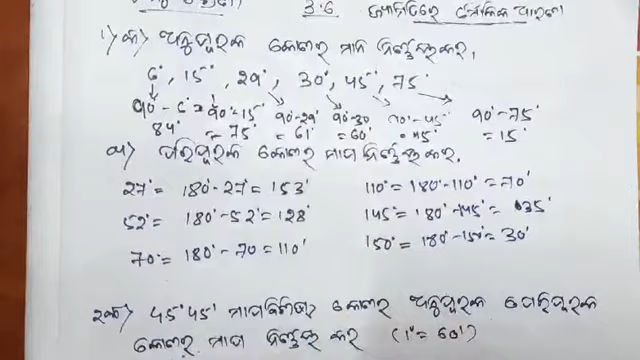 3.6 ଜ୍ୟାମିତିରେ ମୌଳିକ ଧାରଣା
୧) କ) ଅନୁପୂରକ କୋଣର ମାନ ନିର୍ଣ୍ଣୟ କର ।
6°, 15°, 29°, 30°, 45°, 75°
90° - 6° = 90° - 15° 90 - 29° 90 - 30 90° - 45° 90° - 75°
84° = 75° = 61° = 60° = 45° = 15°
ଖ) ପରିପୂରକ କୋଣର ମାପ ନିର୍ଣ୍ଣୟ କର.
27° = 180° - 27° = 153° 110° = 180° - 110° = 70°
52° = 180° - 52° = 128° 145° = 180° - 145° = 35°
70° = 180° - 70 = 110° 150° = 180° - 150° = 30°
୨କ) 45° 45' ମାପବିଶିଷ୍ଟ କୋଣର ଅନୁପୂରକ ଓ ପରିପୂରକ
କୋଣର ମାପ ନିର୍ଣ୍ଣୟ କର (1° = 60')